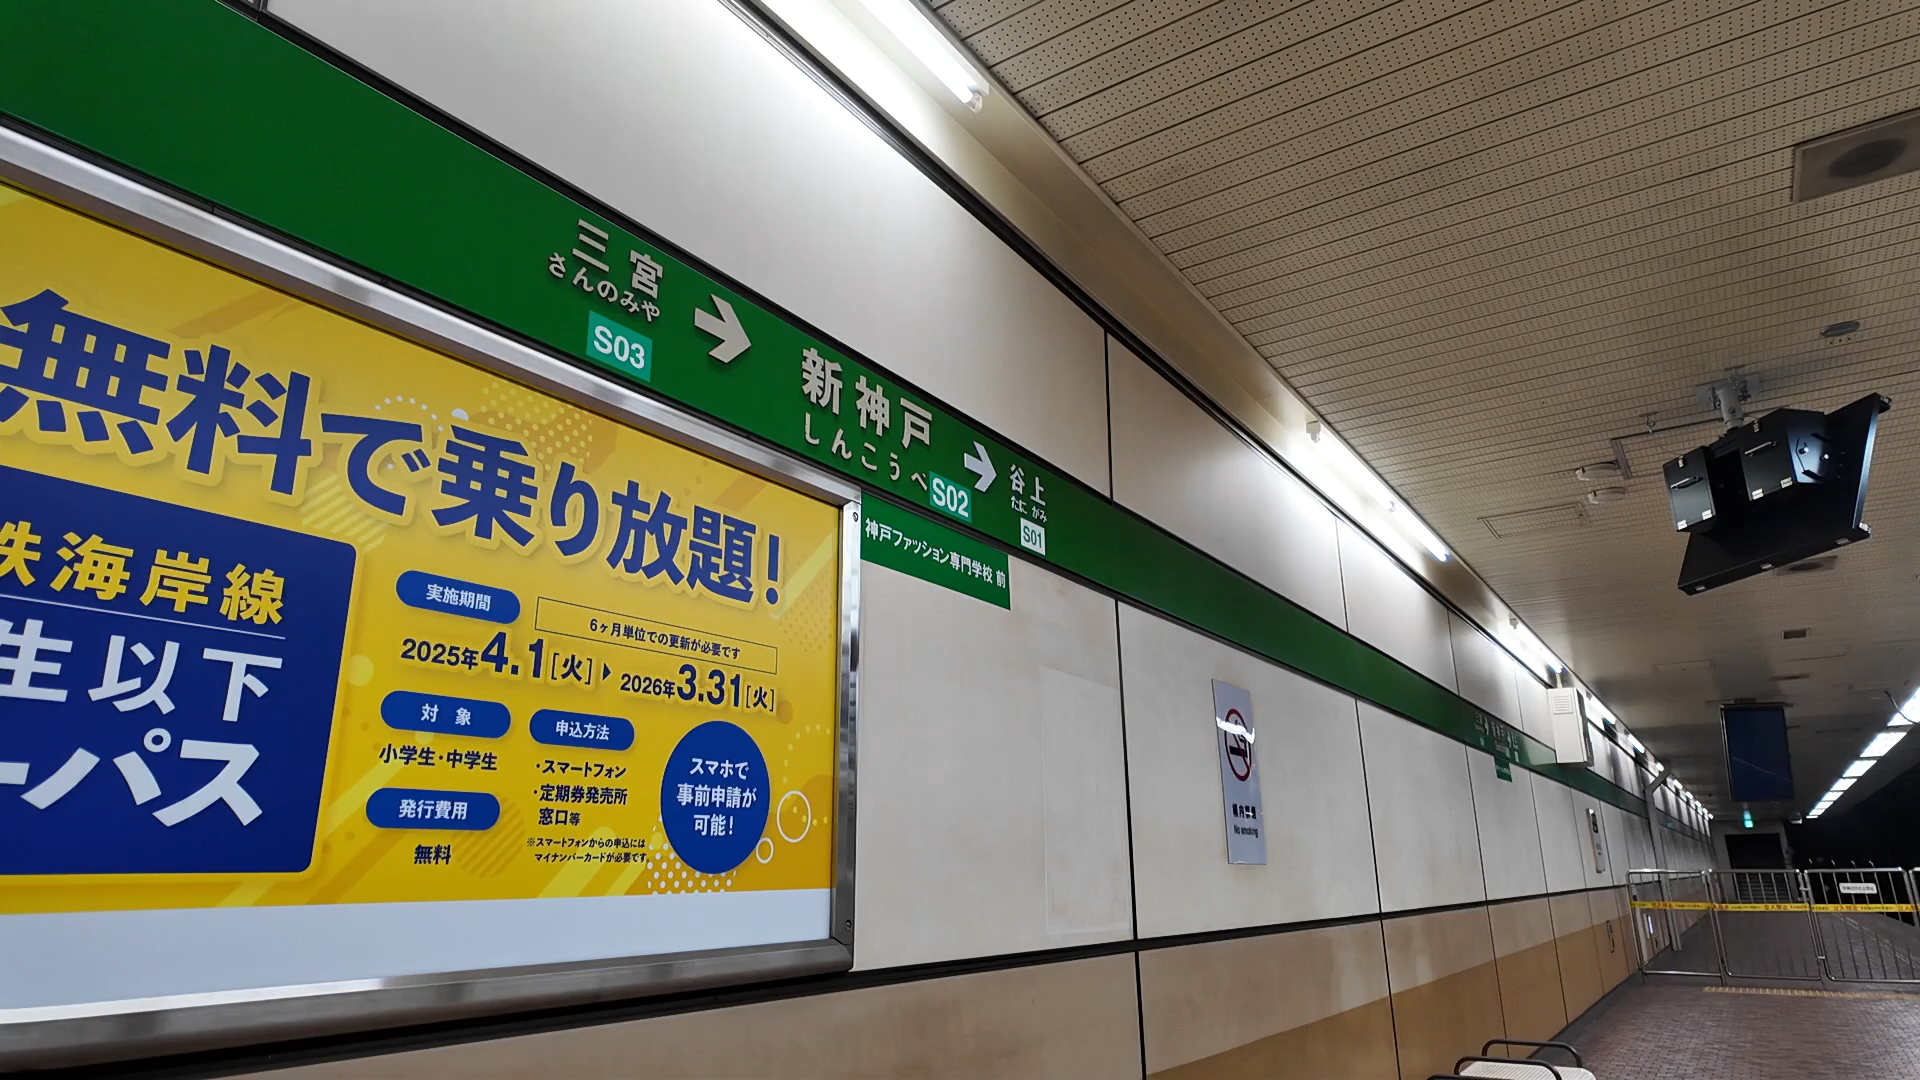 三宮
さんのみや
S03
新神戸
しんこうべ
S02
谷上
たにがみ
S01
神戸ファッション専門学校 前
無料で乗り放題!
海岸線
生以下
ーパス
実施期間
6ヶ月単位での更新が必要です
2025年4.1[火]▶2026年3.31[火]
対象
小学生・中学生
発行費用
無料
申込方法
・スマートフォン
・定期券発売所
窓口等
※スマートフォンからの申込には
マイナンバーカードが必要です。
スマホで
事前申請が
可能!
構内禁煙
No smoking